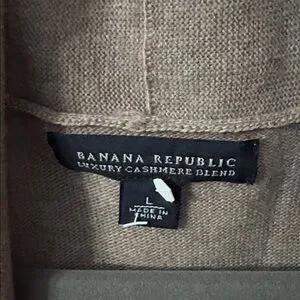 BANANA REPUBLIC
LUXURY CASHMERE BLEND
L
MADE IN
CHINA